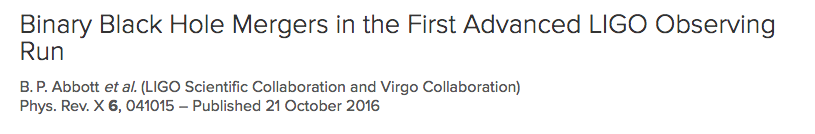 Binary Black Hole Mergers in the First Advanced LIGO Observing
Run
B. P. Abbott et al. (LIGO Scientific Collaboration and Virgo Collaboration)
Phys. Rev. X 6, 041015 – Published 21 October 2016